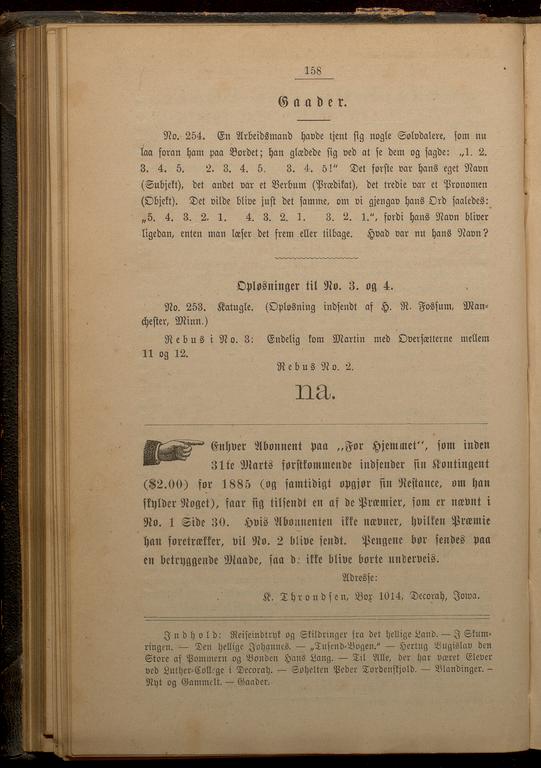 158
Gaader.
No. 254. En Arbeidsmand havde tjent sig nogle Sølvdalere, som nu
laa foran ham paa Bordet; han glædede sig ved at se dem og sagde: „1. 2.
3. 4. 5. 2. 3. 4. 5. 3. 4. 5!" Det første var hans eget Navn
(Subjekt), det andet var et Verbum (Prædikat), det tredie var et Pronomen
(Objekt). Det vilde blive just det samme, om vi gjengav hans Ord saaledes:
„5. 4. 3. 2. 1. 4. 3. 2. 1. 3. 2. 1.", fordi hans Navn bliver
ligedan, enten man læser det frem eller tilbage. Hvad var nu hans Navn?
Opløsninger til No. 3. og 4.
No. 253. Katugle. (Opløsning indsendt af H. R. Fossum, Man-
chester, Minn.)
Rebus i No. 3: Endelig kom Martin med Oversætterne mellem
11 og 12.
Rebus No. 2.
na.
Enhver Abonnent paa „For Hjemmet", som inden
31te Marts førstkommende indsender sin Kontingent
($2.00) for 1885 (og samtidigt opgjør sin Restance, om han
skylder Noget), faar sig tilsendt en af de Præmier, som er nævnt i
No. 1 Side 30. Hvis Abonnenten ikke nævner, hvilken Præmie
han foretrækker, vil No. 2 blive sendt. Pengene bør sendes paa
en betryggende Maade, saa d: ikke blive borte underveis.
Adresse:
K. Throndsen, Box 1014, Decorah, Iowa.
Indhold: Reiseindtryk og Skildringer fra det hellige Land. — I Skum-
ringen. — Den hellige Johannes. — „Tusend-Bogen." — Hertug Bugislav den
Store af Pommern og Bonden Hans Lang. — Til Alle, der har været Elever
ved Luther-College i Decorah. — Søhelten Peder Tordenskjold. — Blandinger. —
Nyt og Gammelt. — Gaader.